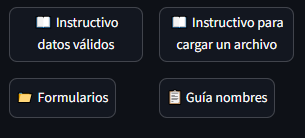 📖 Instructivo
datos válidos
📖 Instructivo para
cargar un archivo
📂 Formularios
📋 Guía nombres